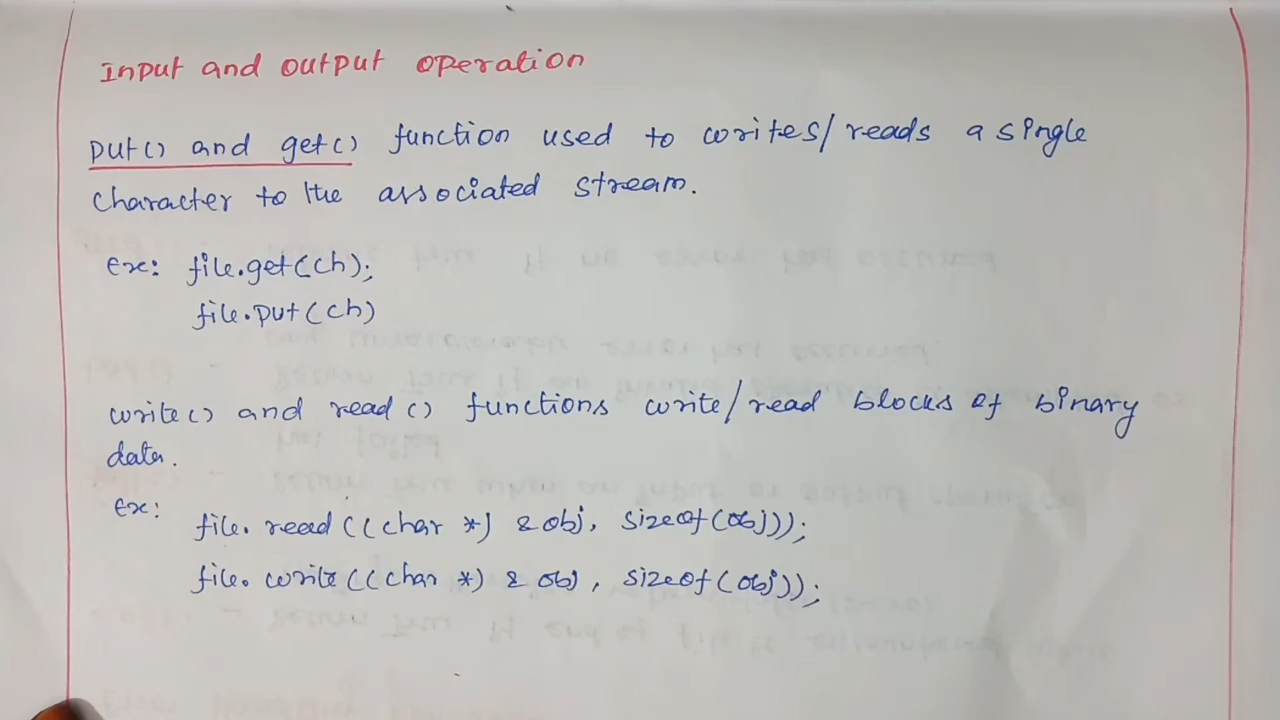 Input and output operation
put() and get() function used to writes/reads a single
character to the associated stream.
Ex: file.get(ch);
file.put(ch)
write() and read() functions write/read blocks of binary
data.
Ex:
file. read((char *) & obj, sizeof(obj));
file. write((char *) & obj, sizeof(obj));